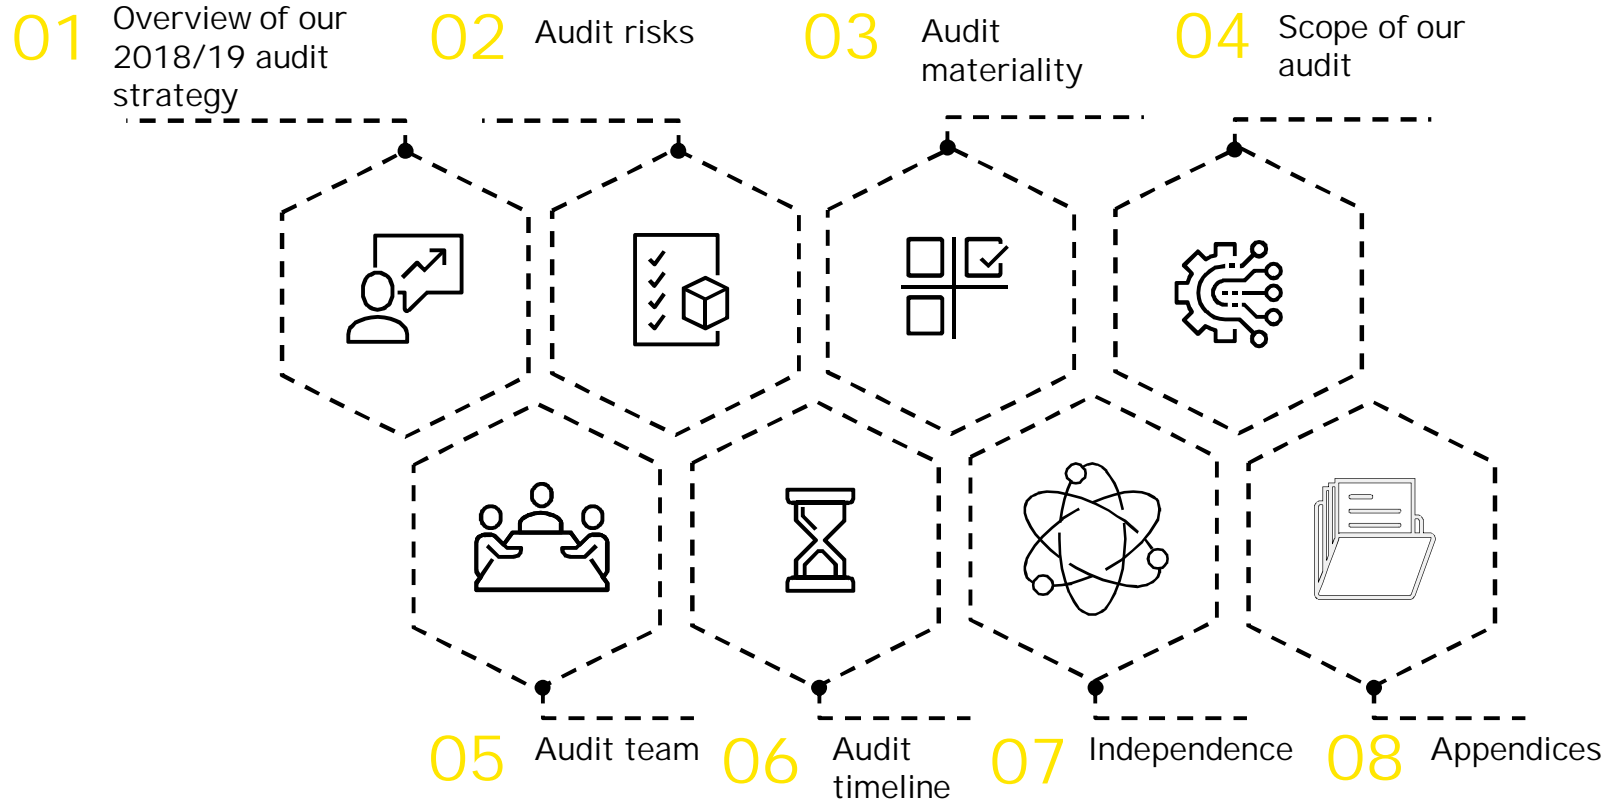 01
Overview of our
2018/19 audit
strategy
02
Audit risks
03
Audit
materiality
04
Scope of our
audit
05
Audit team
06
Audit
timeline
07
Independence
08
Appendices